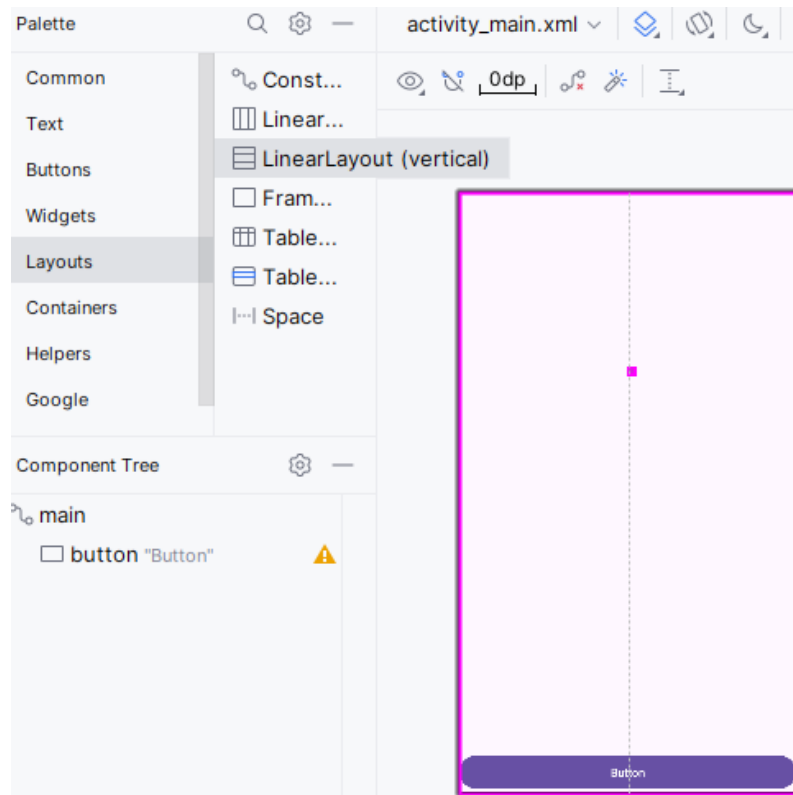 Palette
activity_main.xml
Common
Text
Buttons
Widgets
Layouts
Containers
Helpers
Google
Const...
Linear...
LinearLayout (vertical)
Fram...
Table...
Table...
Space
0dp
Component Tree
main
button "Button"
Button